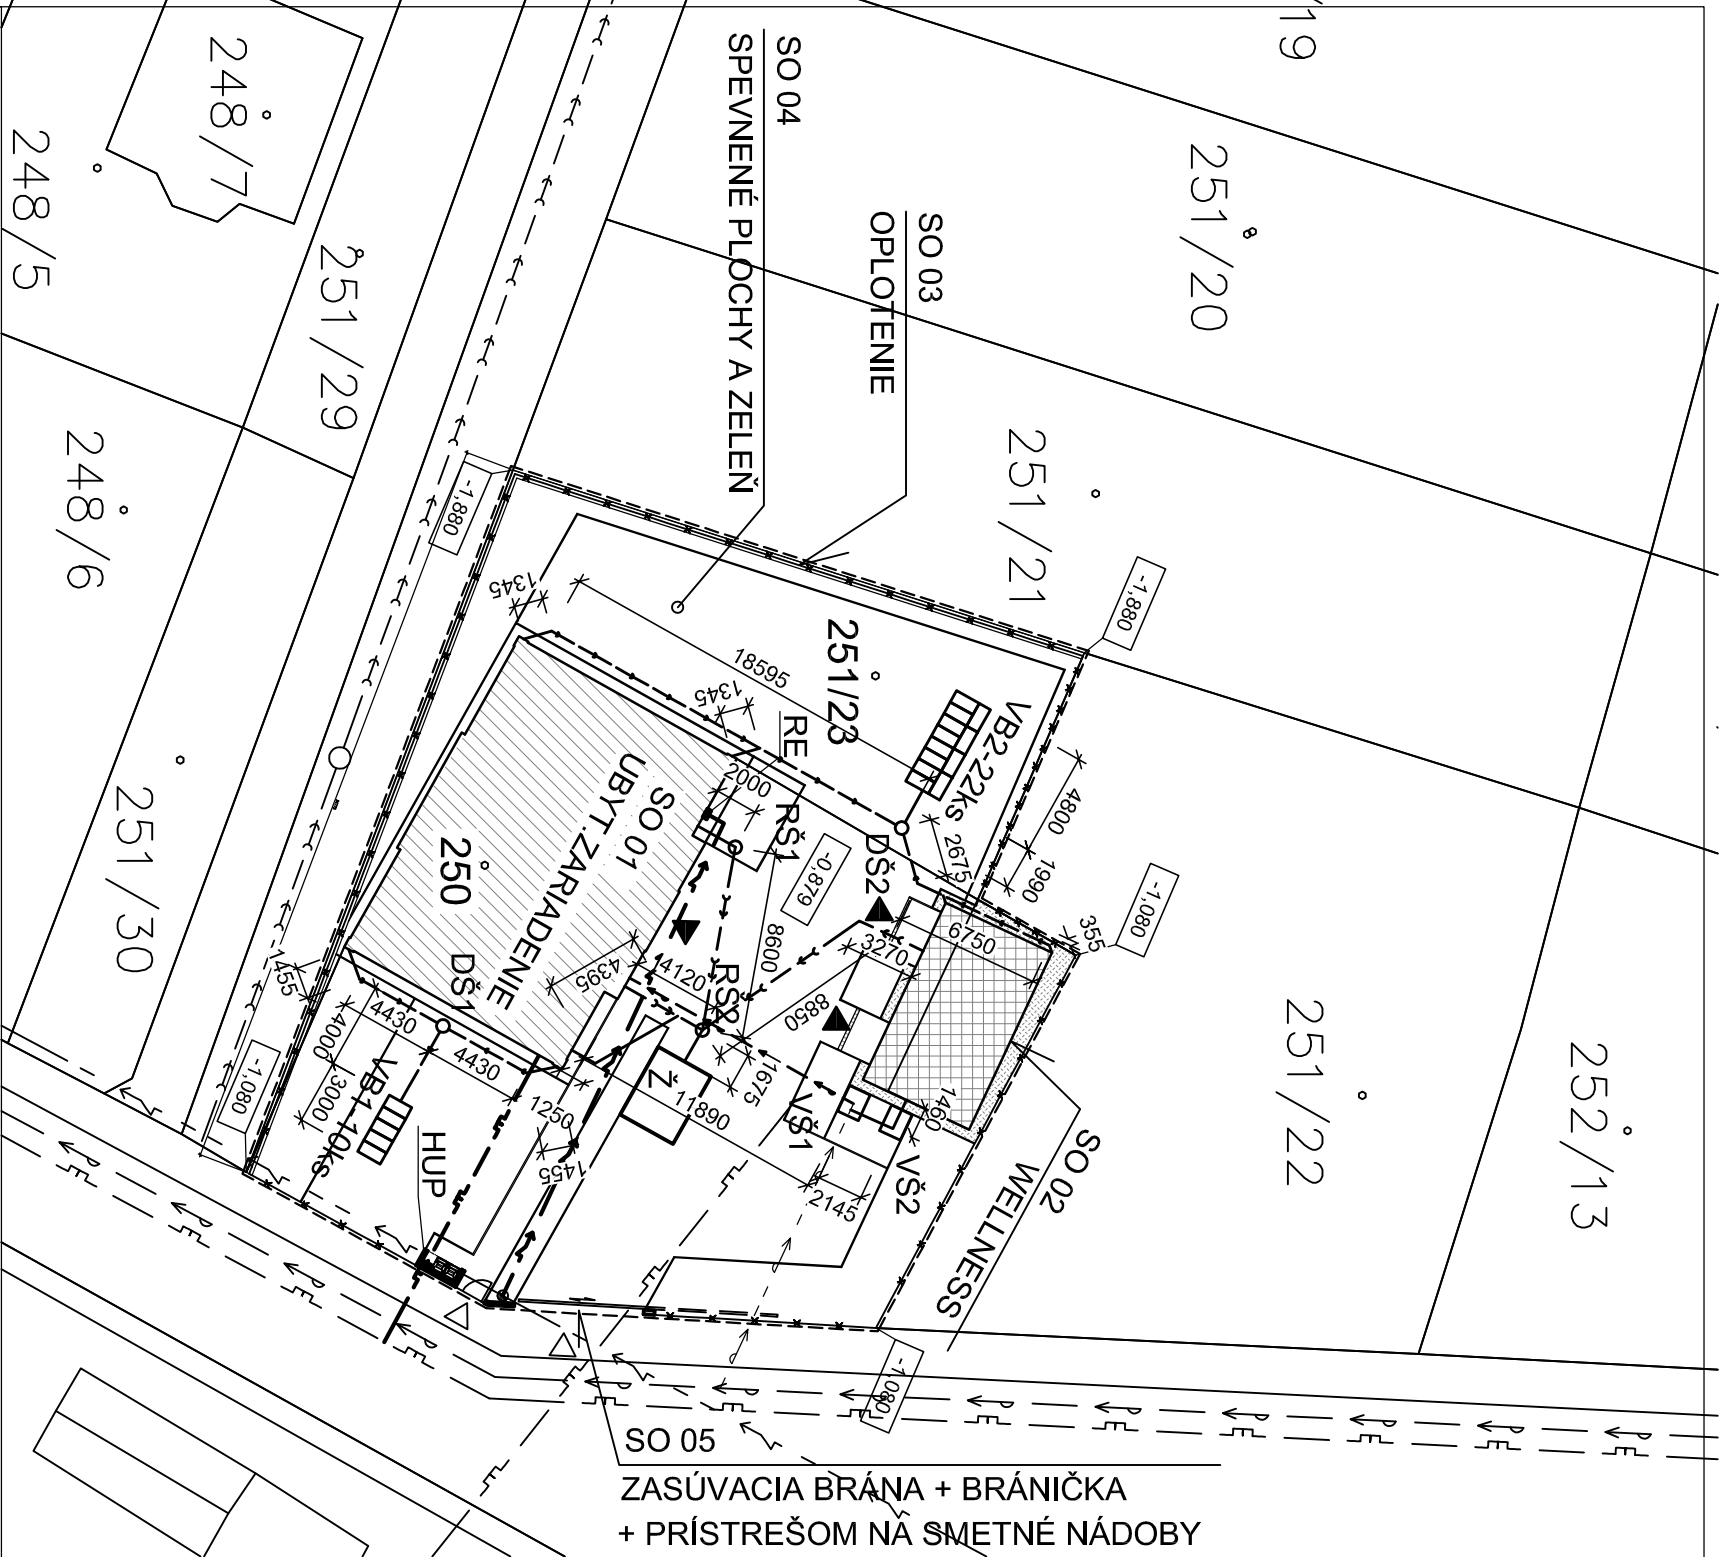 /19
248/7
248/5
SO 04
SPEVNENÉ PLOCHY A ZELEŇ
251/20
SO 03
OPLOTENIE
251/29
248/6
251/21
-1,880
-1,880
1345
18595
251/23
1345
RE
2000
VB2-22ks
4800
1990
2675
251/30
SO 01
UBYT.ZARIADENIE
250
RŠ1
-0,879
DŠ2
-1,080
355
6750
3270
8600
8850
4395
4120
RŠ2
DŠ1
1455
4430
4000
4430
3000
VB1-10ks
-1,080
1250
1455
Ž
11890
1675
VŠ1
1460
VŠ2
2145
HUP
SO 02
WELLNESS
251/22
252/13
-1,080
SO 05
ZASÚVACIA BRÁNA + BRÁNIČKA
+ PRÍSTREŠOM NA SMETNÉ NÁDOBY